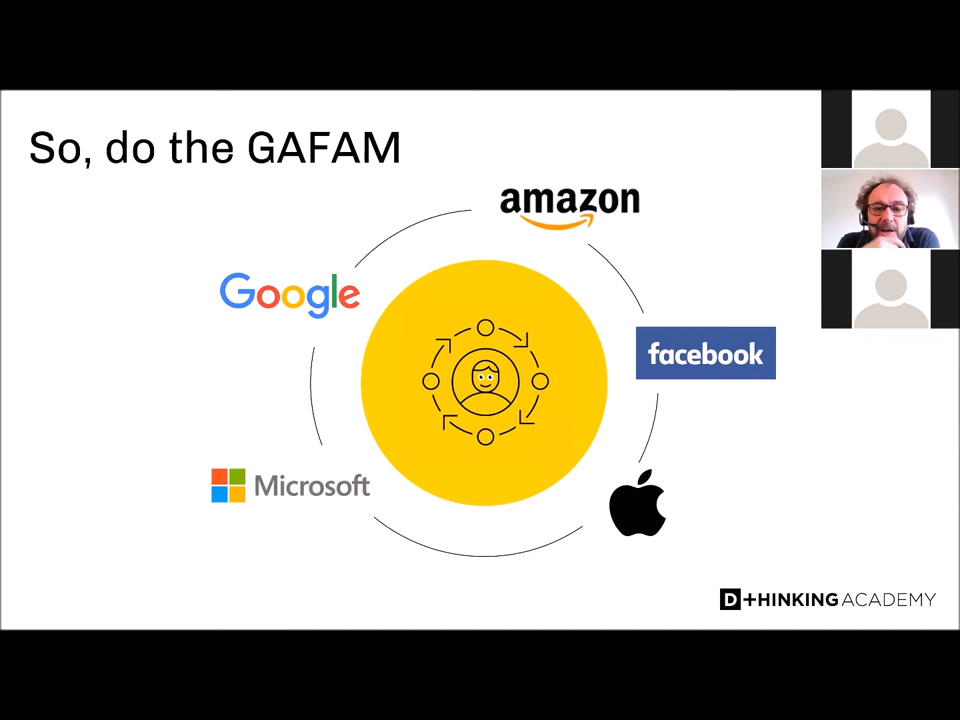 So, do the GAFAM
amazon
Google
facebook
Microsoft
D+HINKING ACADEMY